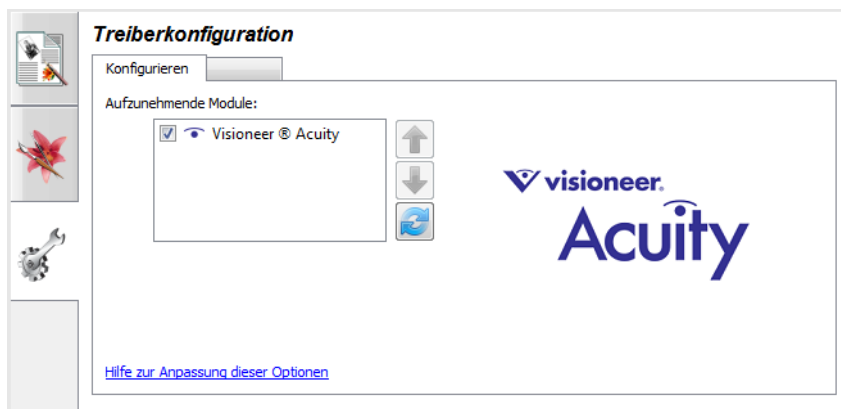 Treiberkonfiguration
Konfigurieren
Aufzunehmende Module:
Visioneer ® Acuity
visioneer.
Acuity
Hilfe zur Anpassung dieser Optionen